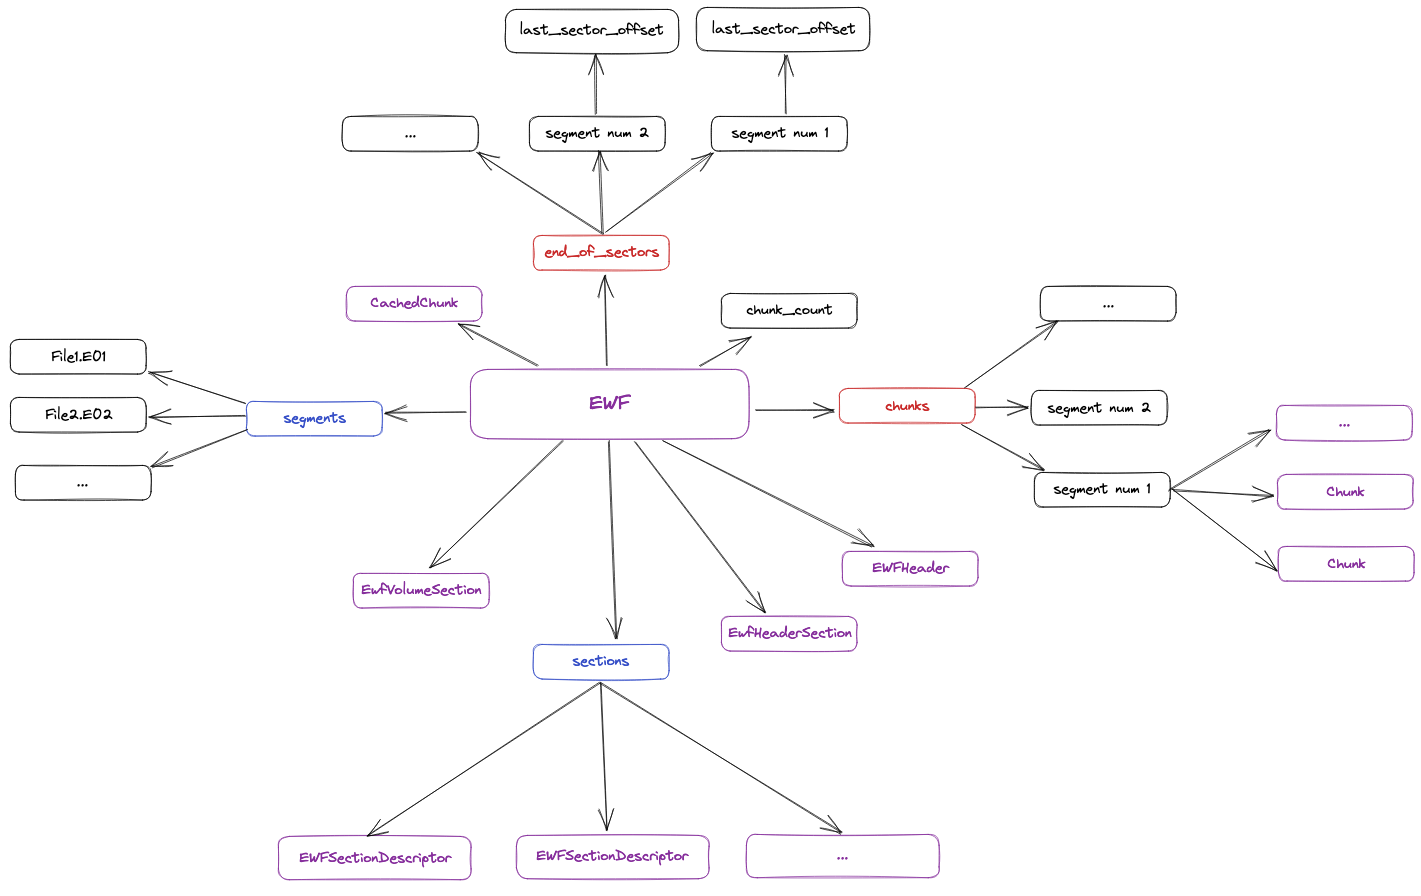 last_sector_offset
last_sector_offset
...
segment num 2
segment num 1
end_of_sectors
CachedChunk
chunk_count
...
File1.E01
File2.E02
...
segments
EWF
chunks
segment num 2
segment num 1
...
Chunk
Chunk
EWFHeader
EwfVolumeSection
EwfHeaderSection
sections
EWFSectionDescriptor
EWFSectionDescriptor
...